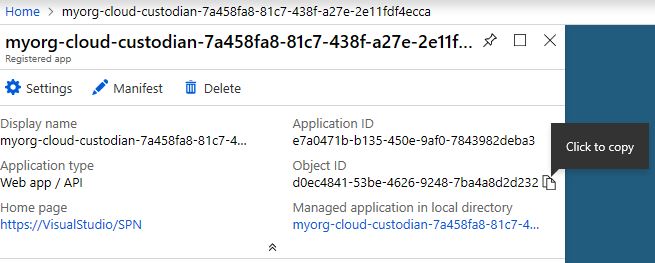 Home > myorg-cloud-custodian-7a458fa8-81c7-438f-a27e-2e11fdf4ecca
myorg-cloud-custodian-7a458fa8-81c7-438f-a27e-2e11f...
Registered app
Settings Manifest Delete
Display name
myorg-cloud-custodian-7a458fa8-81c7-4...
Application ID
e7a0471b-b135-450e-9af0-7843982deba3
Click to copy
Application type
Web app / API
Object ID
d0ec4841-53be-4626-9248-7ba4a8d2d232
Home page
https://VisualStudio/SPN
Managed application in local directory
myorg-cloud-custodian-7a458fa8-81c7-4...